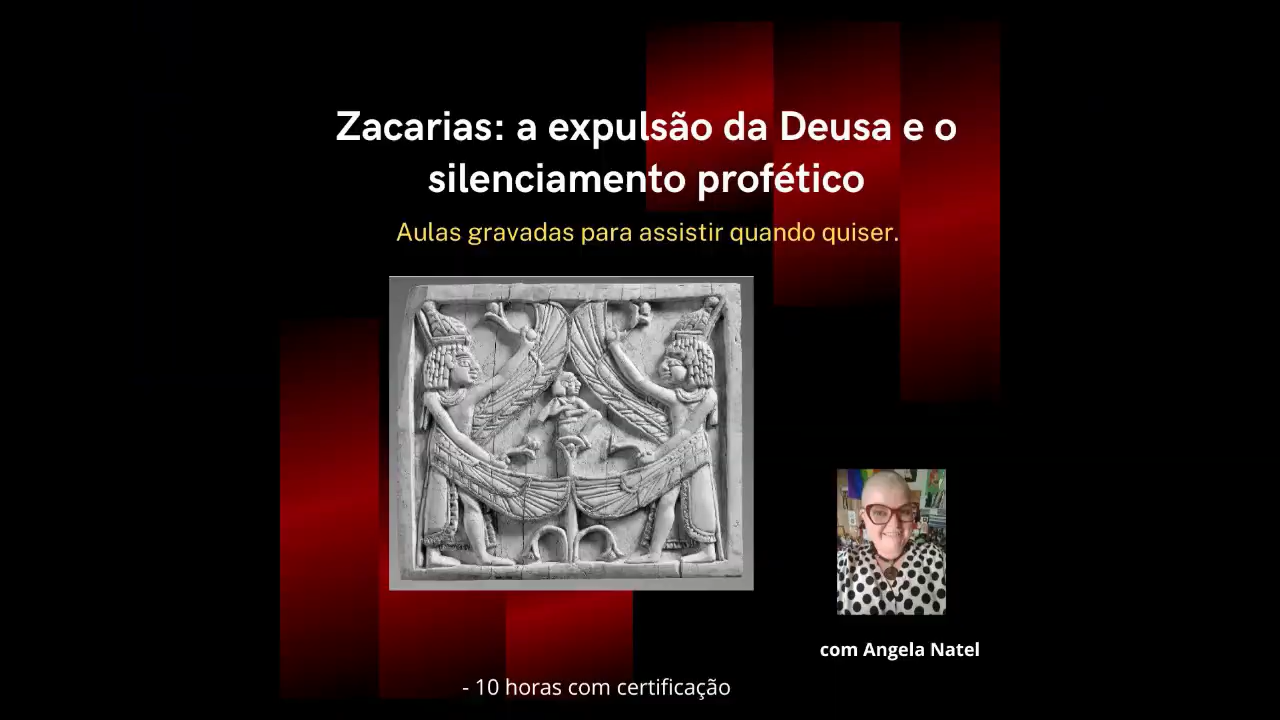 Zacarias: a expulsão da Deusa e o
silenciamento profético
Aulas gravadas para assistir quando quiser.
com Angela Natel
- 10 horas com certificação